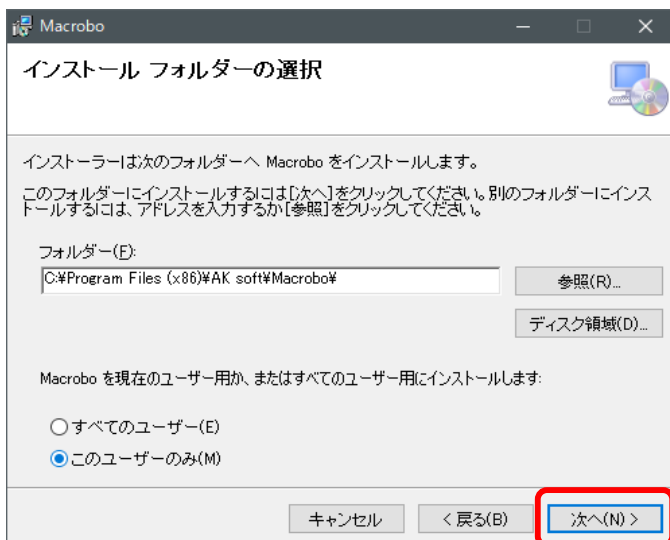 Macrobo
インストール フォルダーの選択
インストーラーは次のフォルダーへ Macrobo をインストールします。
このフォルダーにインストールするには[次へ]をクリックしてください。別のフォルダーにインス
トールするには、アドレスを入力するか[参照]をクリックしてください。
フォルダー(F):
C:¥Program Files (x86)¥AK soft¥Macrobo¥
参照(R)...
ディスク領域(D)...
Macrobo を現在のユーザー用か、またはすべてのユーザー用にインストールします:
すべてのユーザー(E)
このユーザーのみ(M)
キャンセル
< 戻る(B)
次へ(N) >